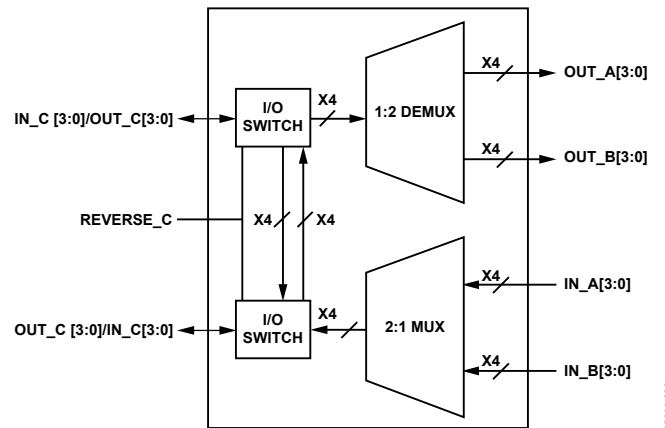 X4
OUT_A[3:0]
I/O
SWITCH
X4
1:2 DEMUX
IN_C [3:0]/OUT_C[3:0]
X4
OUT_B[3:0]
REVERSE_C
X4
X4
X4
IN_A[3:0]
I/O
SWITCH
X4
2:1 MUX
OUT_C [3:0]/IN_C[3:0]
X4
IN_B[3:0]